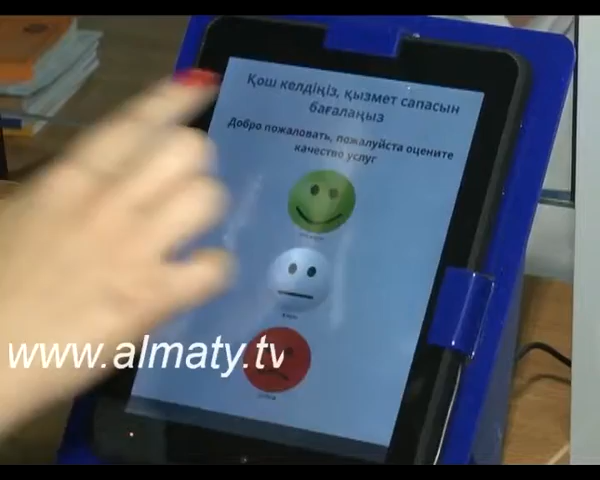 Қош келдіңіз, қызмет сапасын
бағалаңыз
Добро пожаловать, пожалуйста оцените
качество услуг
www.almaty.tv